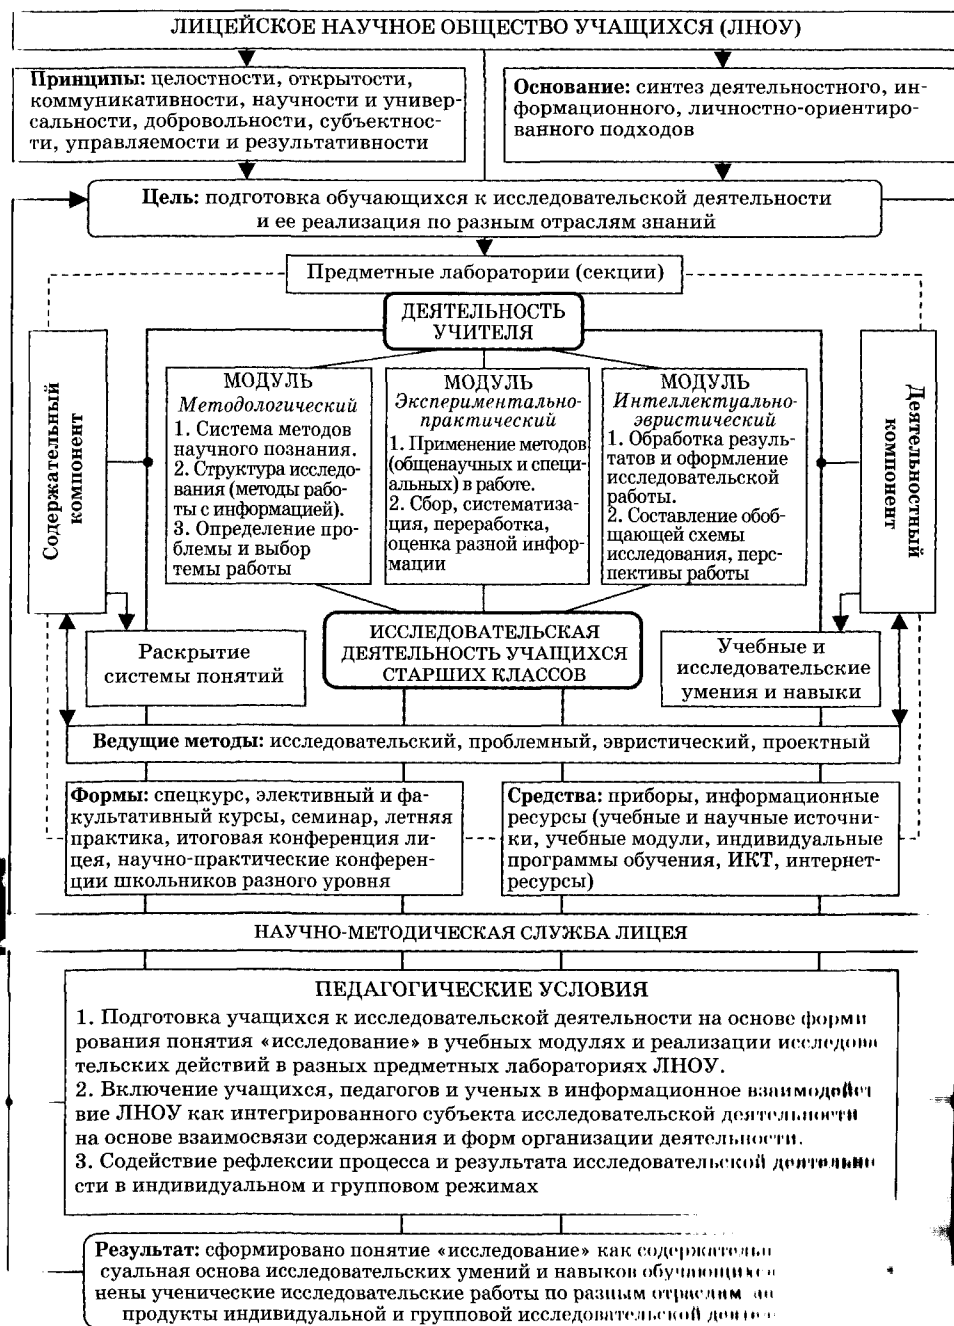 ЛИЦЕЙСКОЕ НАУЧНОЕ ОБЩЕСТВО УЧАЩИХСЯ (ЛНОУ)
Принципы: целостности, открытости,
коммуникативности, научности и универ-
сальности, добровольности, субъектнос-
ти, управляемости и результативности
Основание: синтез деятельностного, ин-
формационного, личностно-ориентиро-
ванного подходов
Цель: подготовка обучающихся к исследовательской деятельности
и ее реализация по разным отраслям знаний
Предметные лаборатории (секции)
ДЕЯТЕЛЬНОСТЬ
УЧИТЕЛЯ
Содержательный
компонент
МОДУЛЬ
Методологический
1. Система методов
научного познания.
2. Структура исследо-
вания (методы рабо-
ты с информацией).
3. Определение про-
блемы и выбор
темы работы
МОДУЛЬ
Экспериментально-
практический
1. Применение методов
(общенаучных и специ-
альных) в работе.
2. Сбор, систематиза-
ция, переработка,
оценка разной инфор-
мации
МОДУЛЬ
Интеллектуально-
эвристический
1. Обработка резуль-
татов и оформление
исследовательской
работы.
2. Составление обоб-
щающей схемы
исследования, перс-
пективы работы
Деятельностный
компонент
Раскрытие
системы понятий
ИССЛЕДОВАТЕЛЬСКАЯ
ДЕЯТЕЛЬНОСТЬ УЧАЩИХСЯ
СТАРШИХ КЛАССОВ
Учебные и
исследовательские
умения и навыки
Ведущие методы: исследовательский, проблемный, эвристический, проектный
Формы: спецкурс, элективный и фа-
культативный курсы, семинар, летняя
практика, итоговая конференция ли-
цея, научно-практические конферен-
ции школьников разного уровня
Средства: приборы, информационные
ресурсы (учебные и научные источни-
ки, учебные модули, индивидуальные
программы обучения, ИКТ, интернет-
ресурсы)
НАУЧНО-МЕТОДИЧЕСКАЯ СЛУЖБА ЛИЦЕЯ
ПЕДАГОГИЧЕСКИЕ УСЛОВИЯ
1. Подготовка учащихся к исследовательской деятельности на основе форми
рования понятия «исследование» в учебных модулях и реализации исследова
тельских действий в разных предметных лабораториях ЛНОУ.
2. Включение учащихся, педагогов и ученых в информационное взаимодейст
вие ЛНОУ как интегрированного субъекта исследовательской деятельности
на основе взаимосвязи содержания и форм организации деятельности.
3. Содействие рефлексии процесса и результата исследовательской деятельно
сти в индивидуальном и групповом режимах
Результат: сформировано понятие «исследование» как
суальная основа исследовательских умений и навыков обучающихся
нены ученические исследовательские работы по разным отраслям
продукты индивидуальной и групповой исследовательской